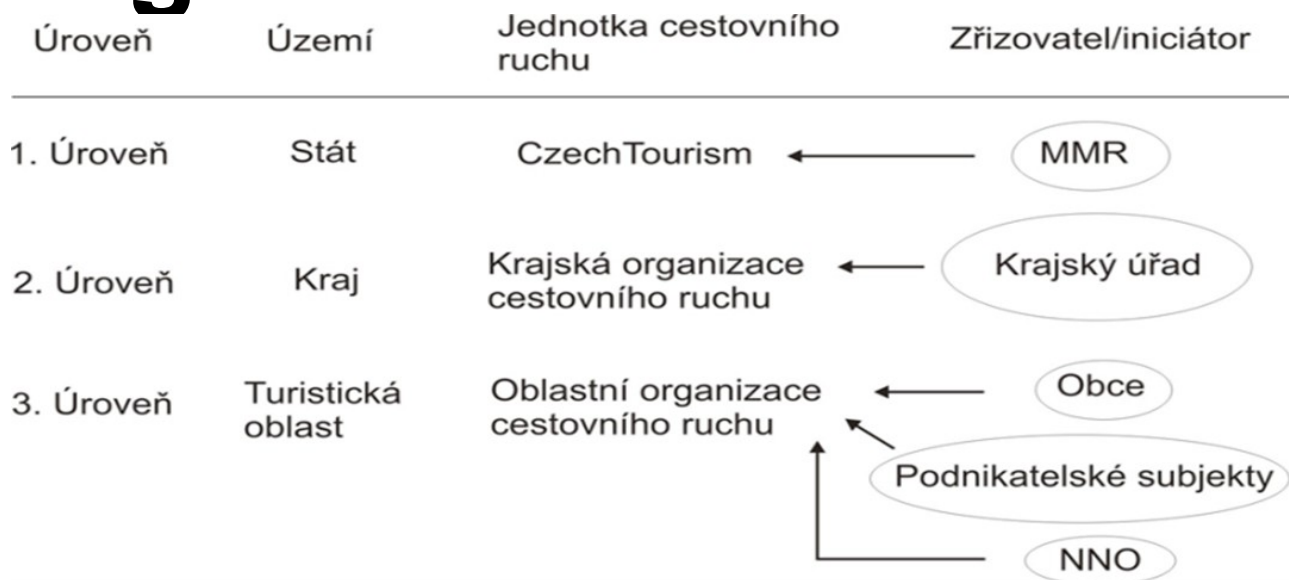 Úroveň Území Jednotka cestovního ruchu Zřizovatel/iniciátor
1. Úroveň Stát CzechTourism MMR
2. Úroveň Kraj Krajská organizace cestovního ruchu Krajský úřad
3. Úroveň Turistická oblast Oblastní organizace cestovního ruchu Obce
Podnikatelské subjekty
NNO